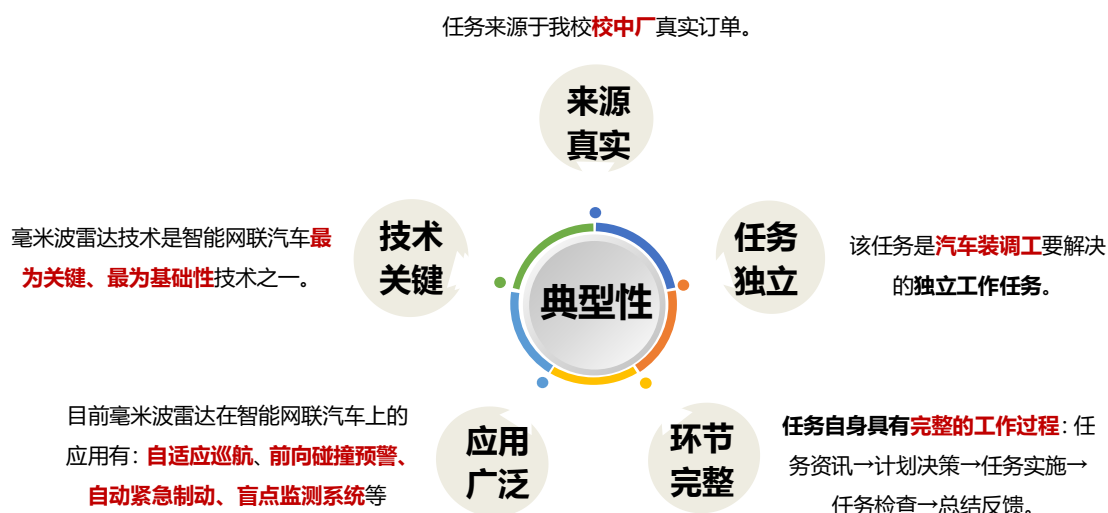 任务来源于我校校中厂真实订单。
来源
真实
毫米波雷达技术是智能网联汽车最
为关键、最为基础性技术之一。
技术
关键
典型性
任务
独立
该任务是汽车装调工要解决
的独立工作任务。
目前毫米波雷达在智能网联汽车上的
应用有：自适应巡航、前向碰撞预警、
自动紧急制动、盲点监测系统等
应用
广泛
环节
完整
任务自身具有完整的工作过程：任
务资讯→计划决策→任务实施→
任务检查→总结反馈。